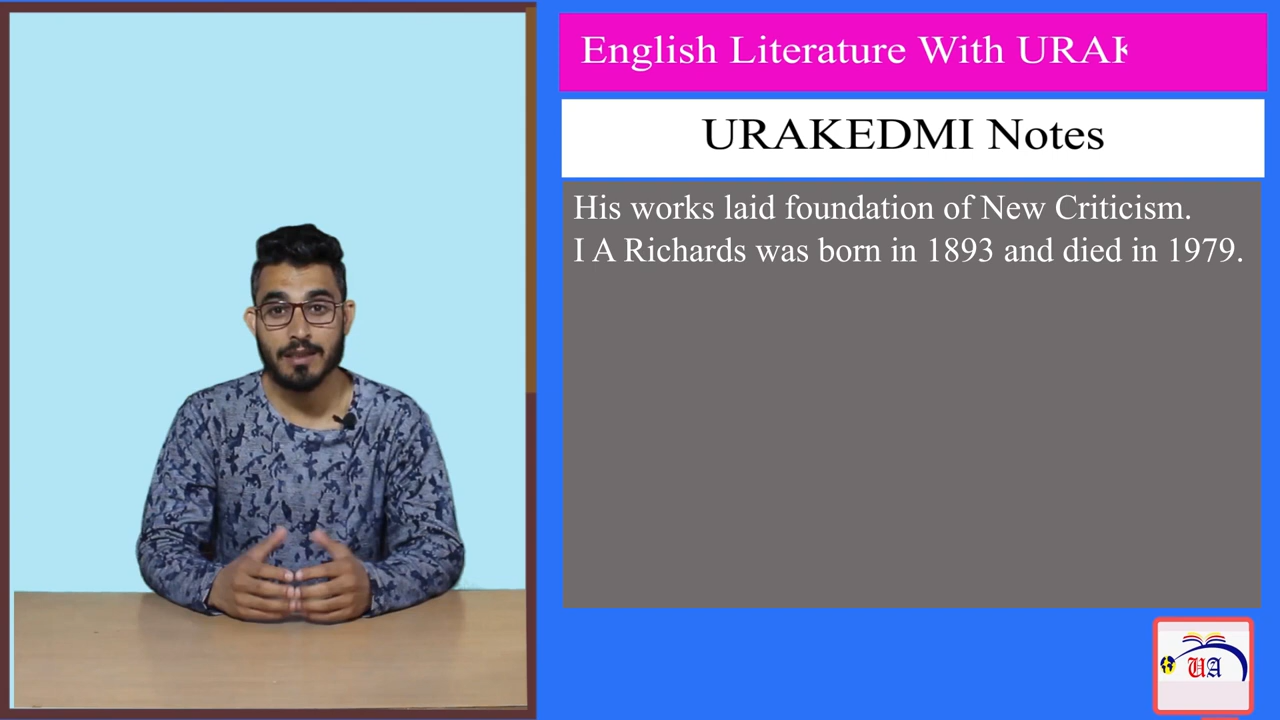 English Literature With URAK
URAKEDMI Notes
His works laid foundation of New Criticism.
I A Richards was born in 1893 and died in 1979.
UA